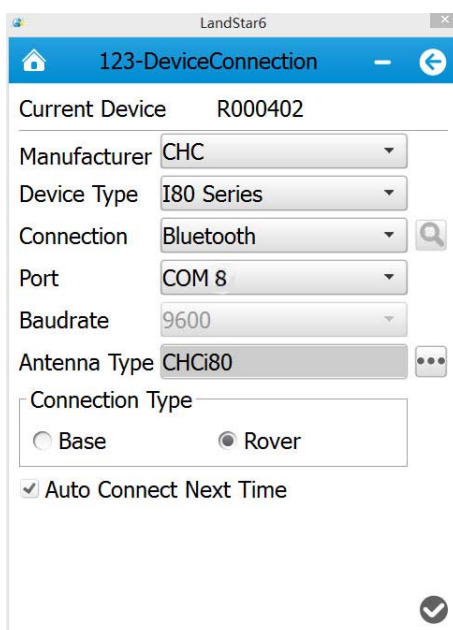 LandStar6
123-DeviceConnection
Current Device R000402
Manufacturer CHC
Device Type I80 Series
Connection Bluetooth
Port COM 8
Baudrate 9600
Antenna Type CHCi80
Connection Type
Base Rover
Auto Connect Next Time